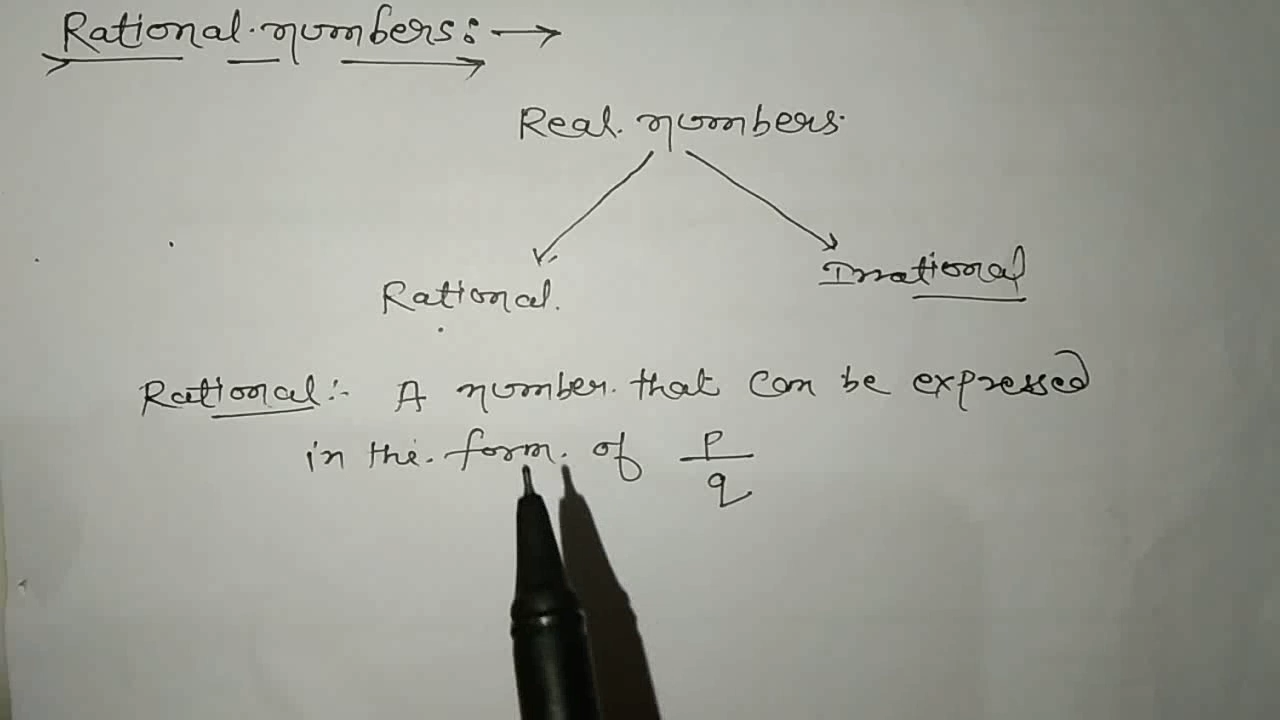 Rational numbers:→
Real numbers
Rational
Irrational
Rational:- A number that can be expressed
in the form of p/q